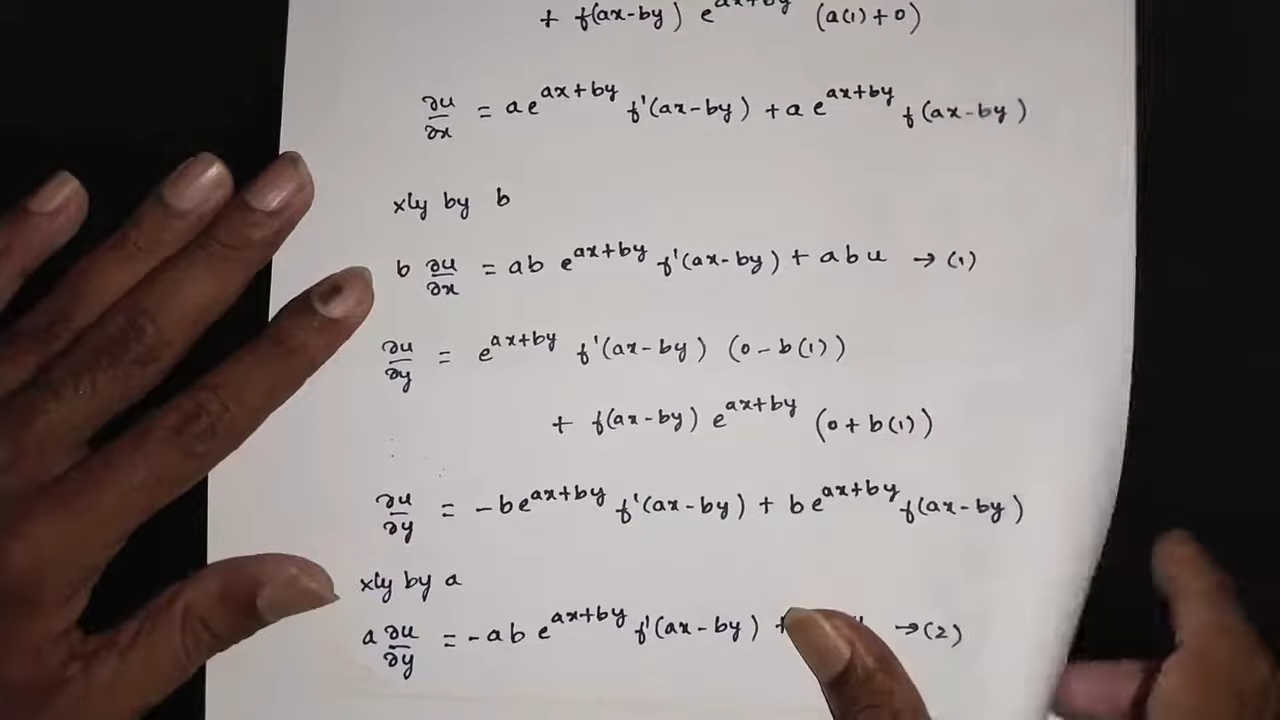 + f(ax-by) e^{ax+by} (a(1)+0)
∂u/∂x = a e^{ax+by} f'(ax-by) + a e^{ax+by} f(ax-by)
xly by b
b ∂u/∂x = ab e^{ax+by} f'(ax-by) + abu → (1)
∂u/∂y = e^{ax+by} f'(ax-by) (0-b(1))
+ f(ax-by) e^{ax+by} (0+b(1))
∂u/∂y = -b e^{ax+by} f'(ax-by) + b e^{ax+by} f(ax-by)
xly by a
a ∂u/∂y = -ab e^{ax+by} f'(ax-by) + → (2)